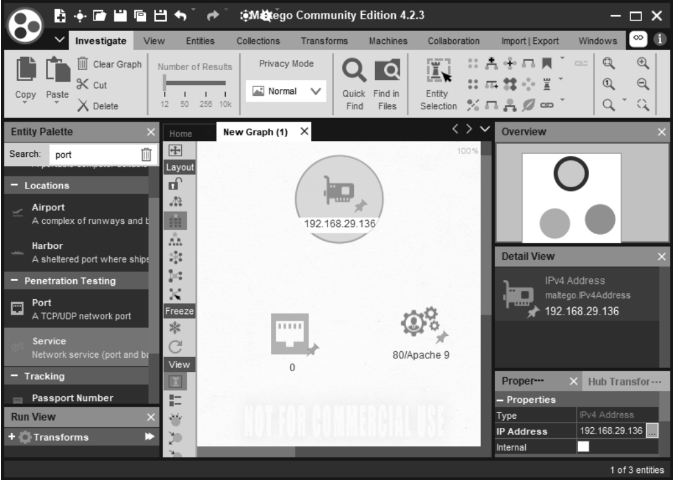 Maltego Community Edition 4.2.3
Investigate View Entities Collections Transforms Machines Collaboration Import | Export Windows
Clear Graph
Cut
Delete
Copy Paste
Number of Results
12 50 256 10k
Privacy Mode
Normal
Quick Find
Find in Files
Entity Selection
Entity Palette
Search: port
Locations
Airport
A complex of runways and b
Harbor
A sheltered port where ships
Penetration Testing
Port
A TCP/UDP network port
Service
Network service (port and ba
Tracking
Passport Number
Run View
+ Transforms
Home New Graph (1)
100%
Layout
Freeze
View
192.168.29.136
0
80/Apache 9
NOT FOR COMMERCIAL USE
Overview
Detail View
IPv4 Address
maltego.IPv4Address
192.168.29.136
Proper··· Hub Transfor···
Properties
Type IPv4 Address
IP Address 192.168.29.136 ...
Internal
1 of 3 entities